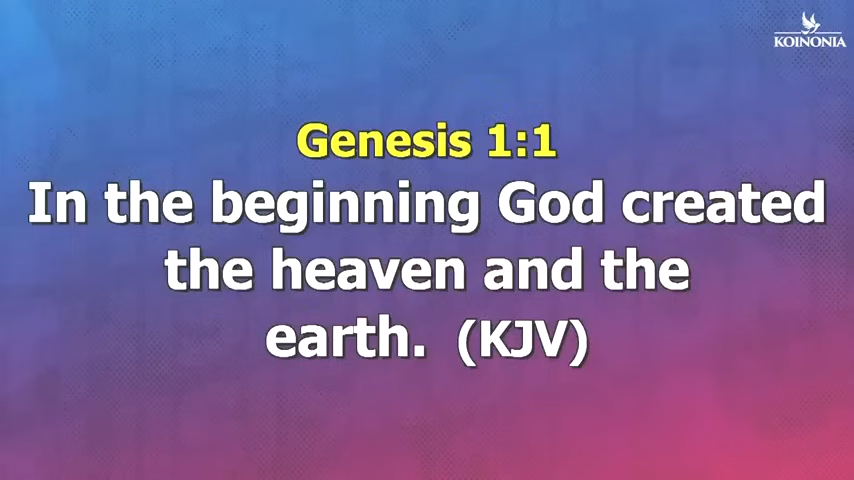 KOINONIA
Genesis 1:1
In the beginning God created
the heaven and the
earth. (KJV)